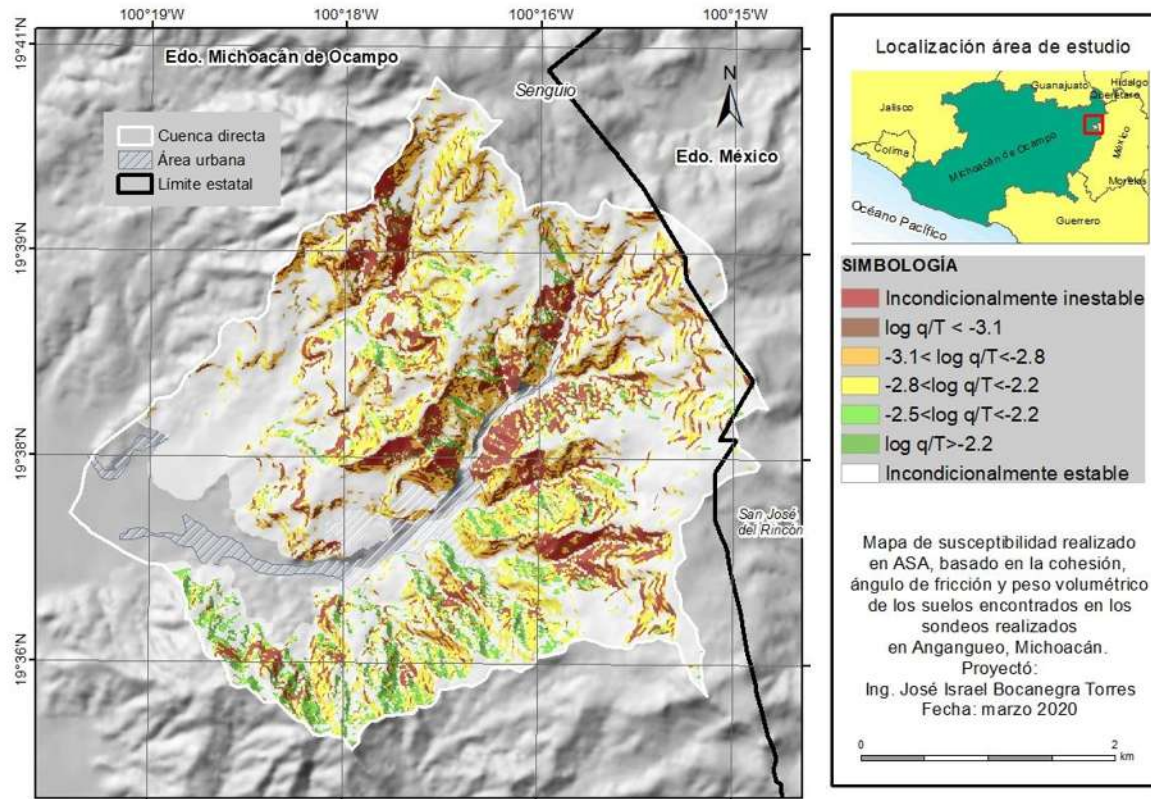 100°19'W
100°18'W
100°16'W
100°15'W
19°41'N
19°39'N
19°38'N
19°36'N
Edo. Michoacán de Ocampo
Senguio
N
Edo. México
Cuenca directa
Área urbana
Límite estatal
San José
del Rincón
Localización área de estudio
Guanajuato
Hidalgo
Querétaro
Jalisco
Colima
Michoacán de Ocampo
México
Morelos
Guerrero
Océano Pacífico
SIMBOLOGÍA
Incondicionalmente inestable
log q/T < -3.1
-3.1< log q/T<-2.8
-2.8<log q/T<-2.2
-2.5<log q/T<-2.2
log q/T>-2.2
Incondicionalmente estable
Mapa de susceptibilidad realizado
en ASA, basado en la cohesión,
ángulo de fricción y peso volumétrico
de los suelos encontrados en los
sondeos realizados
en Angangueo, Michoacán.
Proyectó:
Ing. José Israel Bocanegra Torres
Fecha: marzo 2020
0 2
km